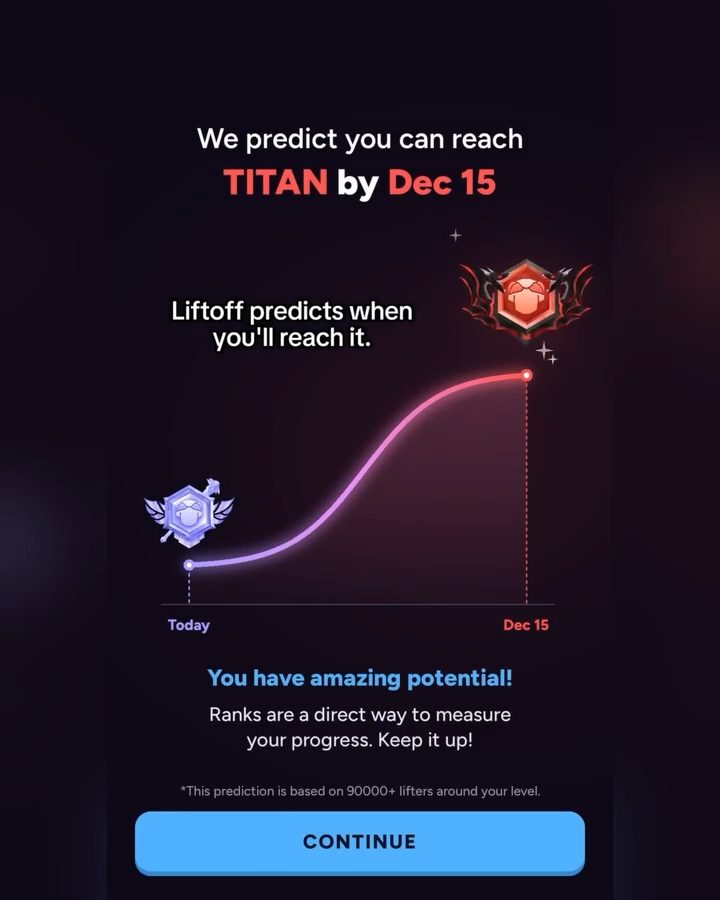 We predict you can reach
TITAN by Dec 15
Liftoff predicts when
you'll reach it.
Today
Dec 15
You have amazing potential!
Ranks are a direct way to measure
your progress. Keep it up!
*This prediction is based on 90000+ lifters around your level.
CONTINUE